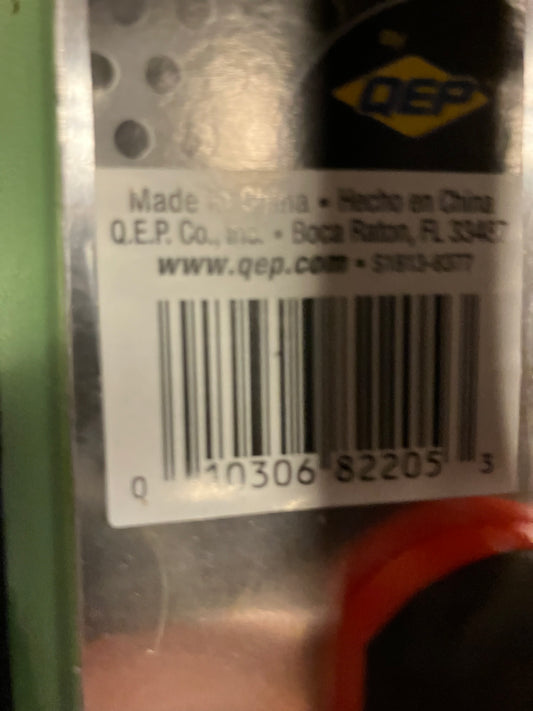 by
QEP
Made in China • Hecho en China
Q.E.P. Co., Inc. • Boca Raton, FL 33487
www.qep.com •
0 10306 82205 3